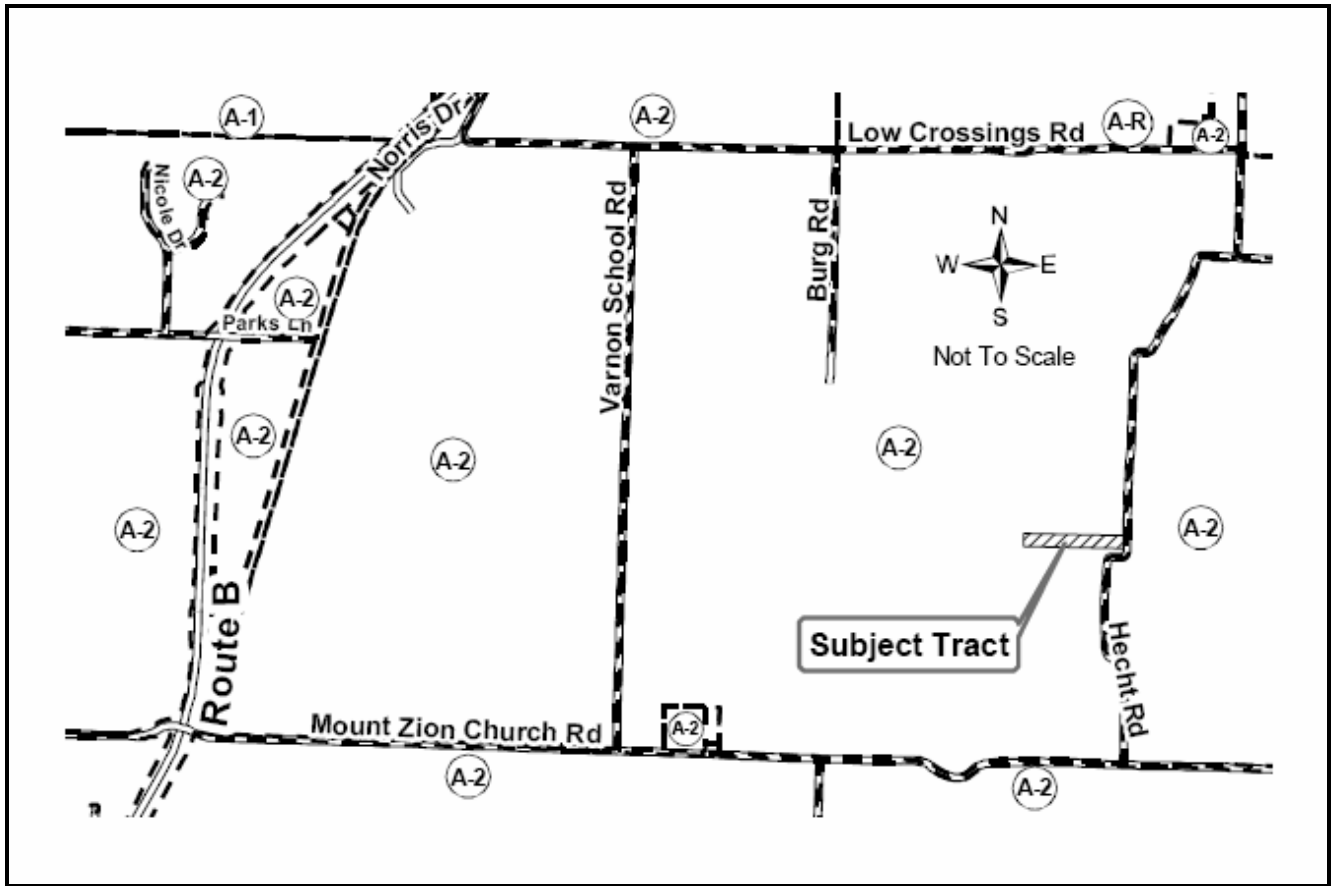 A-1
A-2
Low Crossings Rd
A-R
A-2
Norris Dr
Nicole Dr
A-2
D
Varnon School Rd
Burg Rd
N
W
E
S
Not To Scale
A-2
Parks Ln
A-2
A-2
A-2
A-2
A-2
Subject Tract
Hecht Rd
Route B
Mount Zion Church Rd
A-2
A-2
A-2